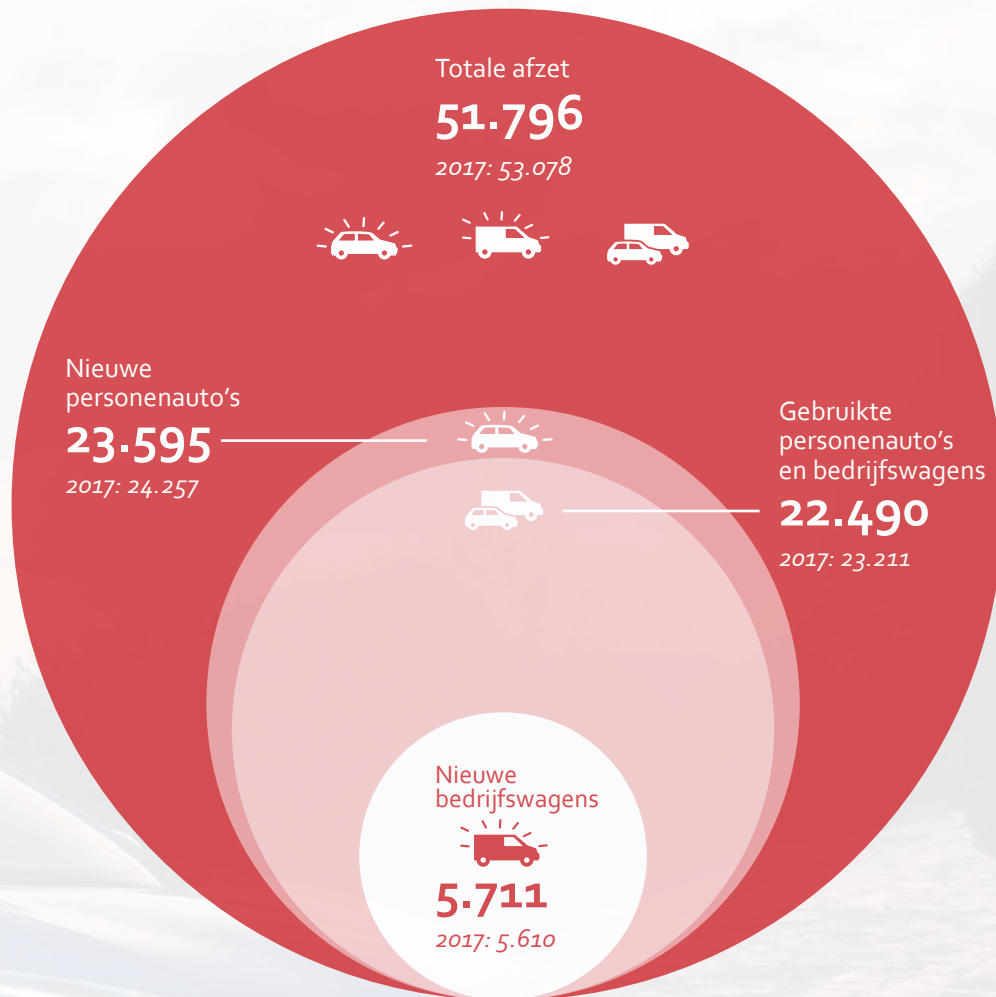 Totale afzet
51.796
2017: 53.078
Nieuwe
personenauto's
23.595
2017: 24.257
Gebruikte
personenauto's
en bedrijfswagens
22.490
2017: 23.211
Nieuwe
bedrijfswagens
5.711
2017: 5.610